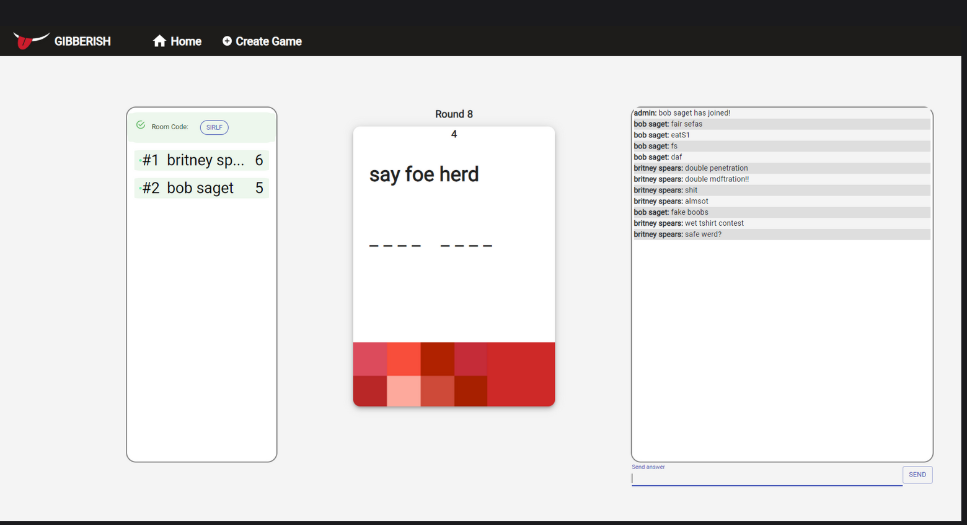 GIBBERISH Home Create Game
Room Code: SIRLF
#1 britney sp... 6
#2 bob saget 5
Round 8
4
say foe herd
_ _ _ _ _ _ _ _
admin: bob saget has joined!
bob saget: fair sefas
bob saget: eatS1
bob saget: fs
bob saget: daf
britney spears: double penetration
britney spears: double mdftration!!
britney spears: shit
britney spears: almsot
bob saget: fake boobs
britney spears: wet tshirt contest
britney spears: safe werd?
Send answer
SEND